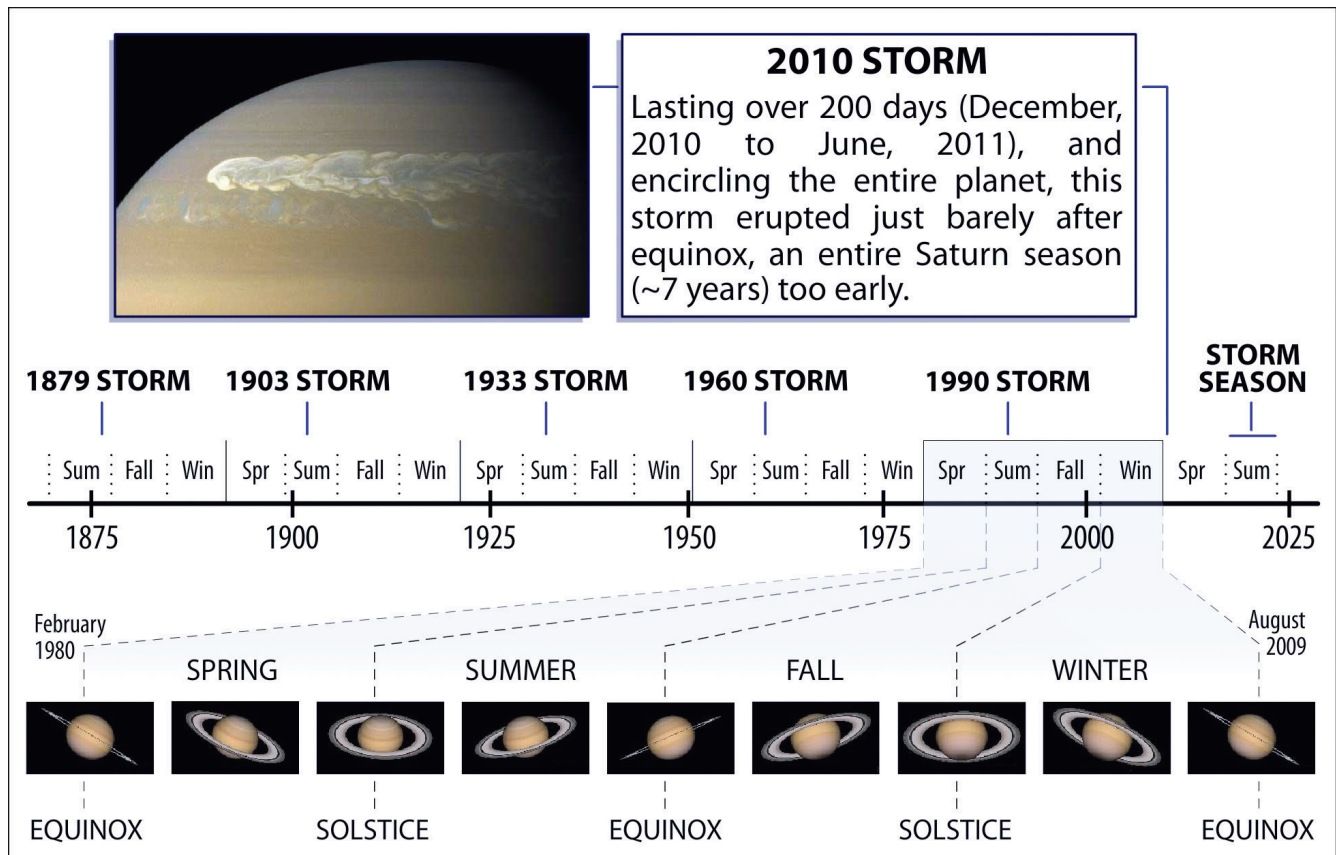 2010 STORM
Lasting over 200 days (December,
2010 to June, 2011), and
encircling the entire planet, this
storm erupted just barely after
equinox, an entire Saturn season
(~7 years) too early.
1879 STORM 1903 STORM 1933 STORM 1960 STORM 1990 STORM STORM
SEASON
Sum Fall Win Spr Sum Fall Win Spr Sum Fall Win Spr Sum Fall Win Spr Sum Fall Win Spr Sum
1875 1900 1925 1950 1975 2000 2025
February
1980
August
2009
SPRING SUMMER FALL WINTER
EQUINOX SOLSTICE EQUINOX SOLSTICE EQUINOX